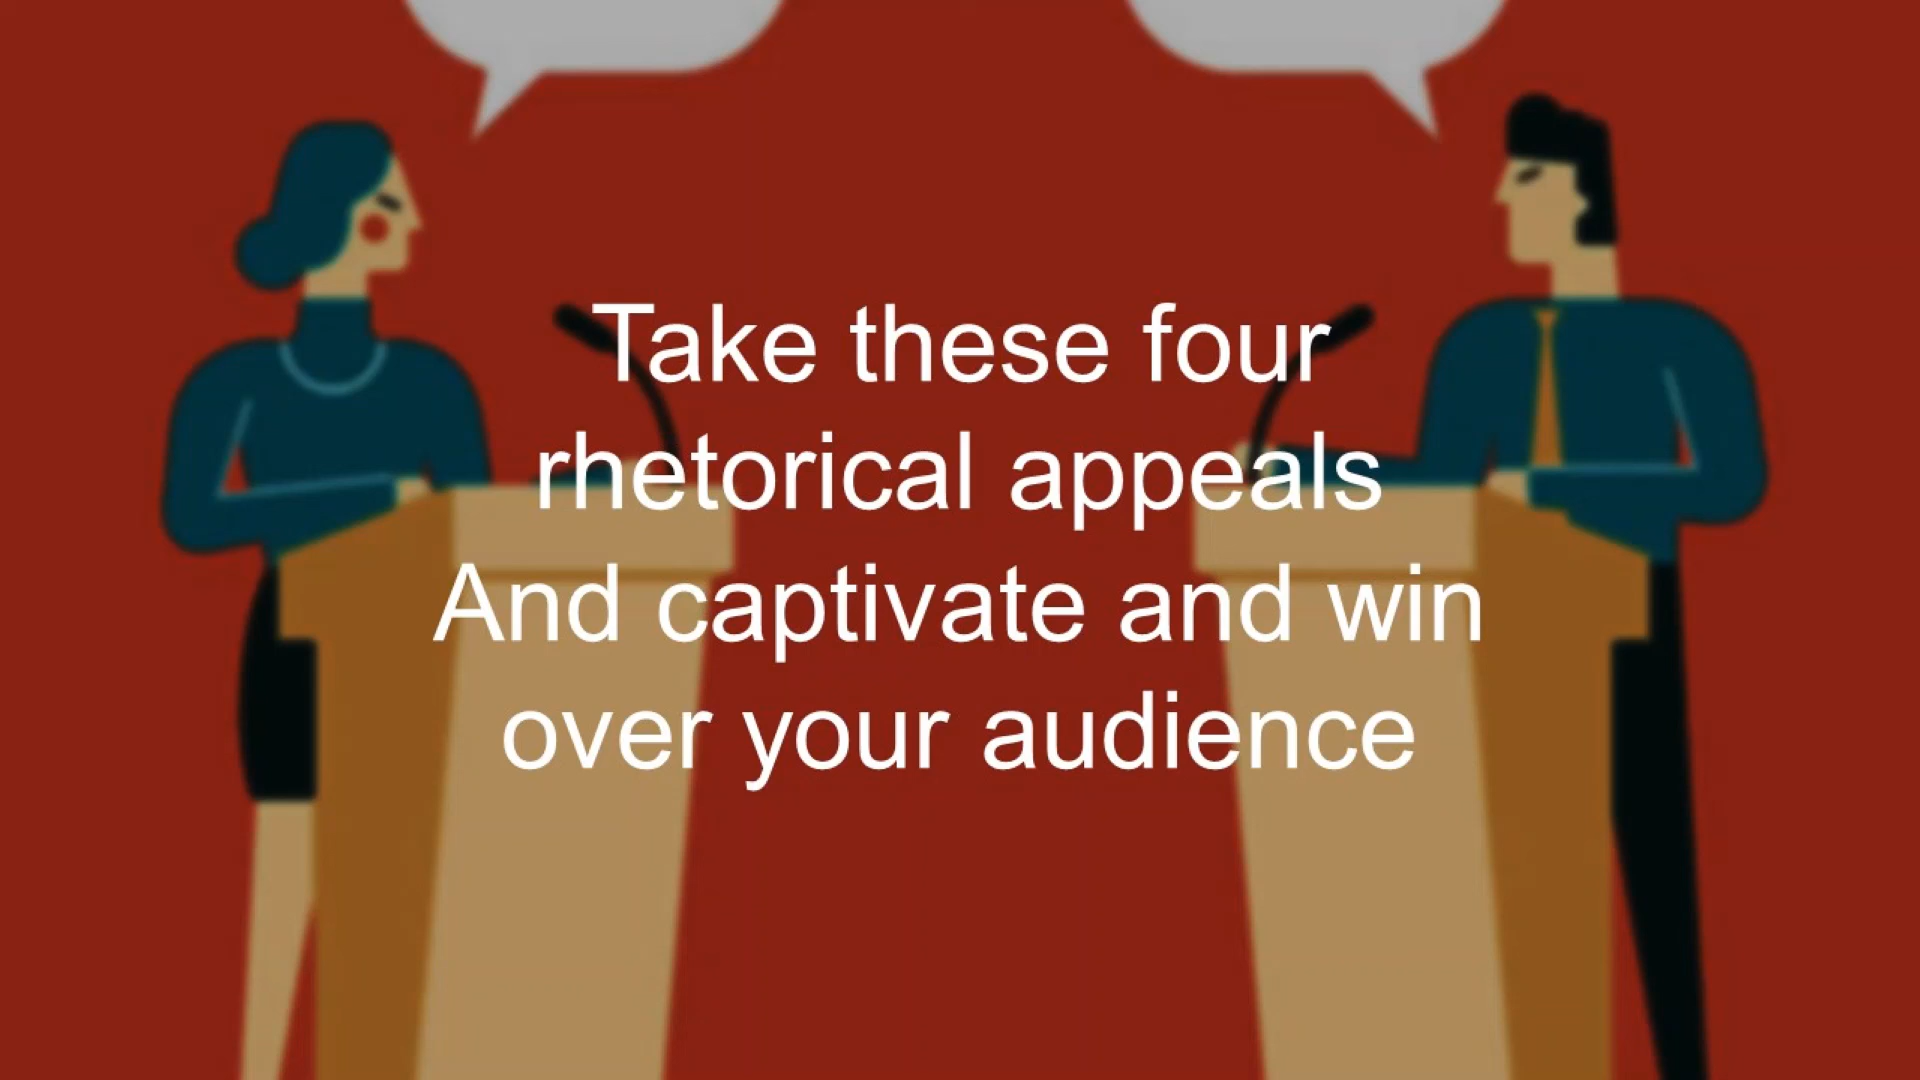 Take these four
rhetorical appeals
And captivate and win
over your audience